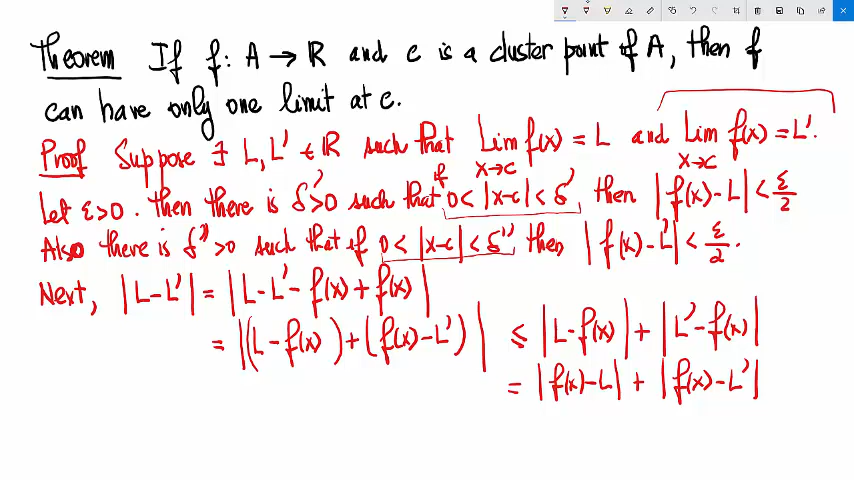 Theorem If f: A → ℝ and c is a cluster point if A, then f
can have only one limit at c.
Proof Suppose ∃ L, L' ∈ ℝ such that Lim x→c f(x) = L and Lim x→c f(x) = L'.
Let ε>0. Then there is δ'>0 such that if 0 < |x-c| < δ' then |f(x)-L| < ε/2
Also there is δ''>0 such that if 0 < |x-c| < δ'' then |f(x)-L'| < ε/2.
Next, |L-L'| = |L-L'-f(x)+f(x)|
= |(L-f(x))+(f(x)-L')| ≤ |L-f(x)| + |L'-f(x)|
= |f(x)-L| + |f(x)-L'|